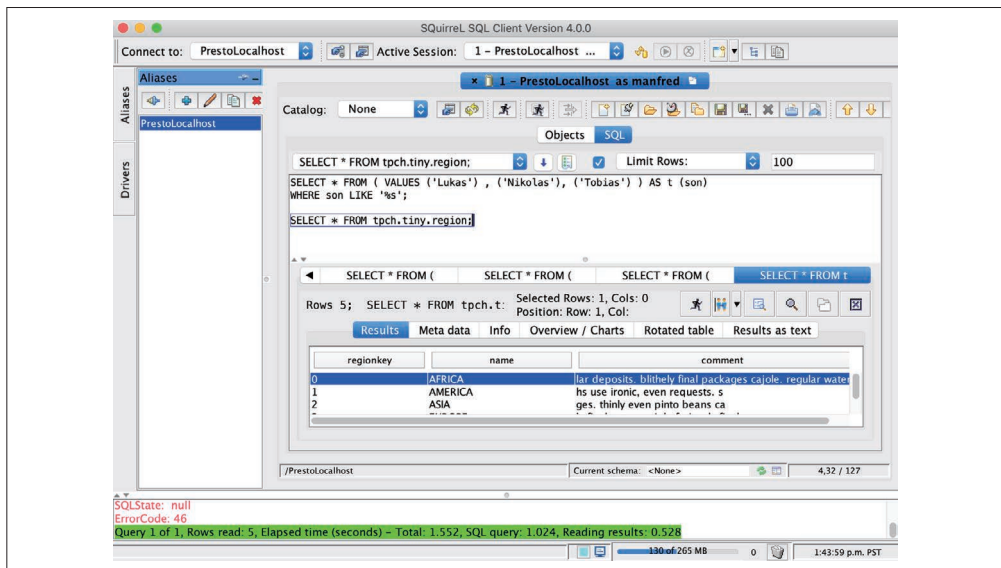 SQuirreL SQL Client Version 4.0.0
Connect to: PrestoLocalhost Active Session: 1 – PrestoLocalhost ...
Aliases
Aliases
Drivers
PrestoLocalhost
1 – PrestoLocalhost as manfred
Catalog: None
Objects SQL
SELECT * FROM tpch.tiny.region; Limit Rows: 100
SELECT * FROM ( VALUES ('Lukas') , ('Nikolas'), ('Tobias') ) AS t (son)
WHERE son LIKE '%s';
SELECT * FROM tpch.tiny.region;
SELECT * FROM ( SELECT * FROM ( SELECT * FROM ( SELECT * FROM t
Rows 5; SELECT * FROM tpch.t: Selected Rows: 1, Cols: 0
Position: Row: 1, Col:
Results Meta data Info Overview / Charts Rotated table Results as text
regionkey name comment
0 AFRICA lar deposits. blithely final packages cajole. regular water
1 AMERICA hs use ironic, even requests. s
2 ASIA ges. thinly even pinto beans ca
/PrestoLocalhost Current schema: <None> 4,32 / 127
SQLState: null
ErrorCode: 46
Query 1 of 1, Rows read: 5, Elapsed time (seconds) – Total: 1.552, SQL query: 1.024, Reading results: 0.528
130 of 265 MB 0 1:43:59 p.m. PST